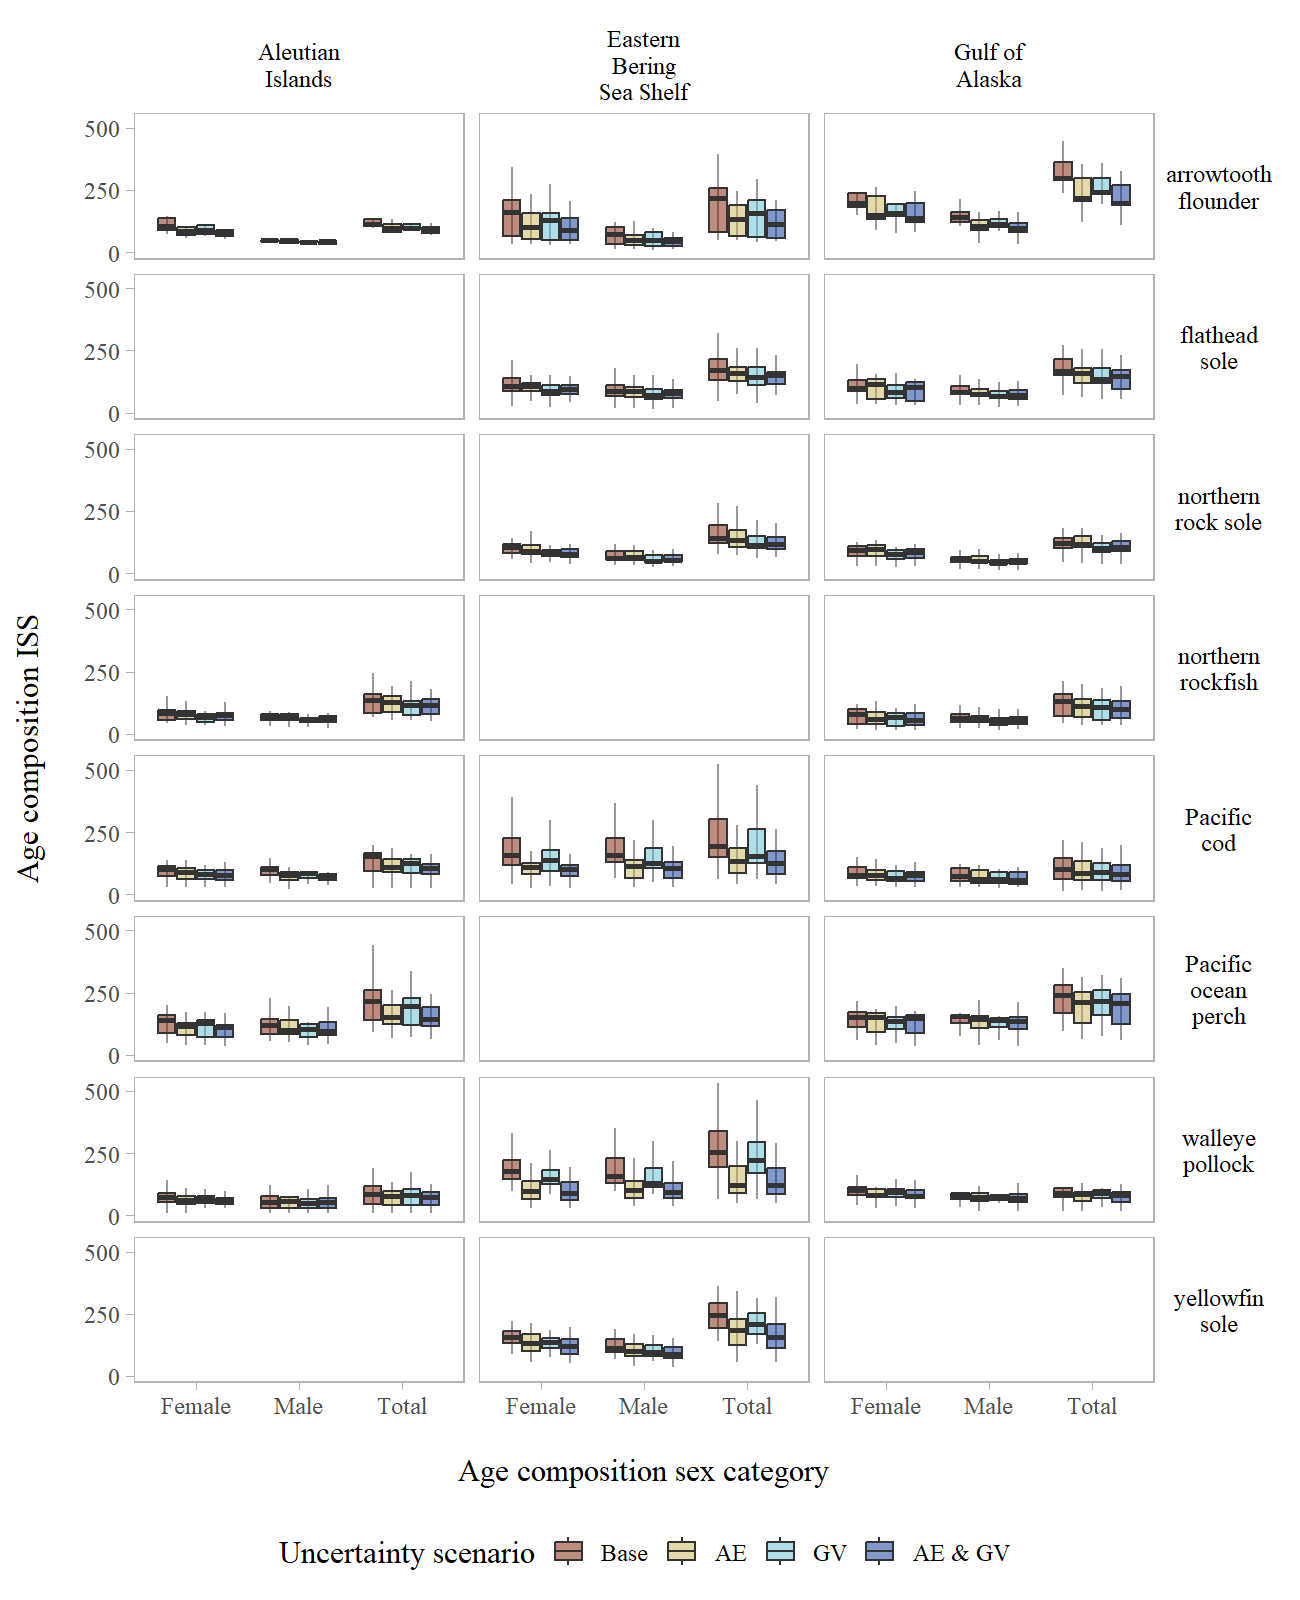 Aleutian
Islands
Eastern
Bering
Sea Shelf
Gulf of
Alaska
500
250
0
arrowtooth
flounder
500
250
0
flathead
sole
500
250
0
northern
rock sole
500
250
0
northern
rockfish
500
250
0
Pacific
cod
500
250
0
Pacific
ocean
perch
500
250
0
walleye
pollock
500
250
0
yellowfin
sole
Age composition ISS
Female Male Total Female Male Total Female Male Total
Age composition sex category
Uncertainty scenario Base AE GV AE & GV